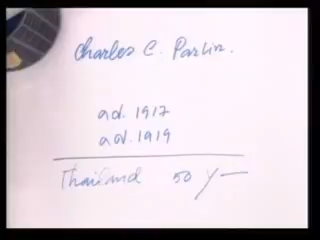 Charles C. Parlin.
ad. 1917
ad. 1919
Thailand 50 y—